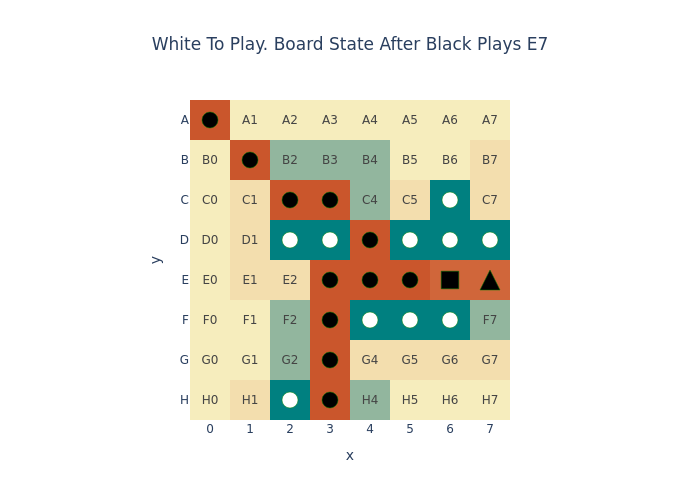 White To Play. Board State After Black Plays E7
A A1 A2 A3 A4 A5 A6 A7
B B0 B2 B3 B4 B5 B6 B7
C C0 C1 C4 C5 C7
D D0 D1
E E0 E1 E2
F F0 F1 F2 F7
G G0 G1 G2 G4 G5 G6 G7
H H0 H1 H4 H5 H6 H7
0 1 2 3 4 5 6 7
x
y